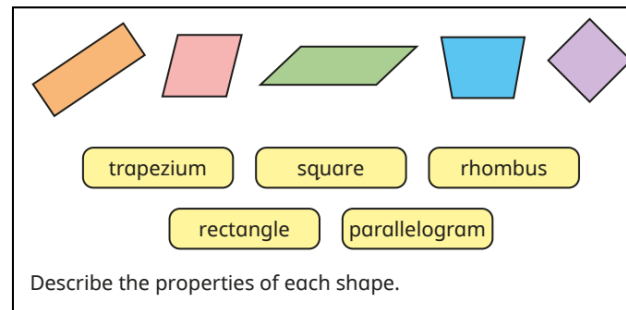 trapezium square rhombus
rectangle parallelogram
Describe the properties of each shape.